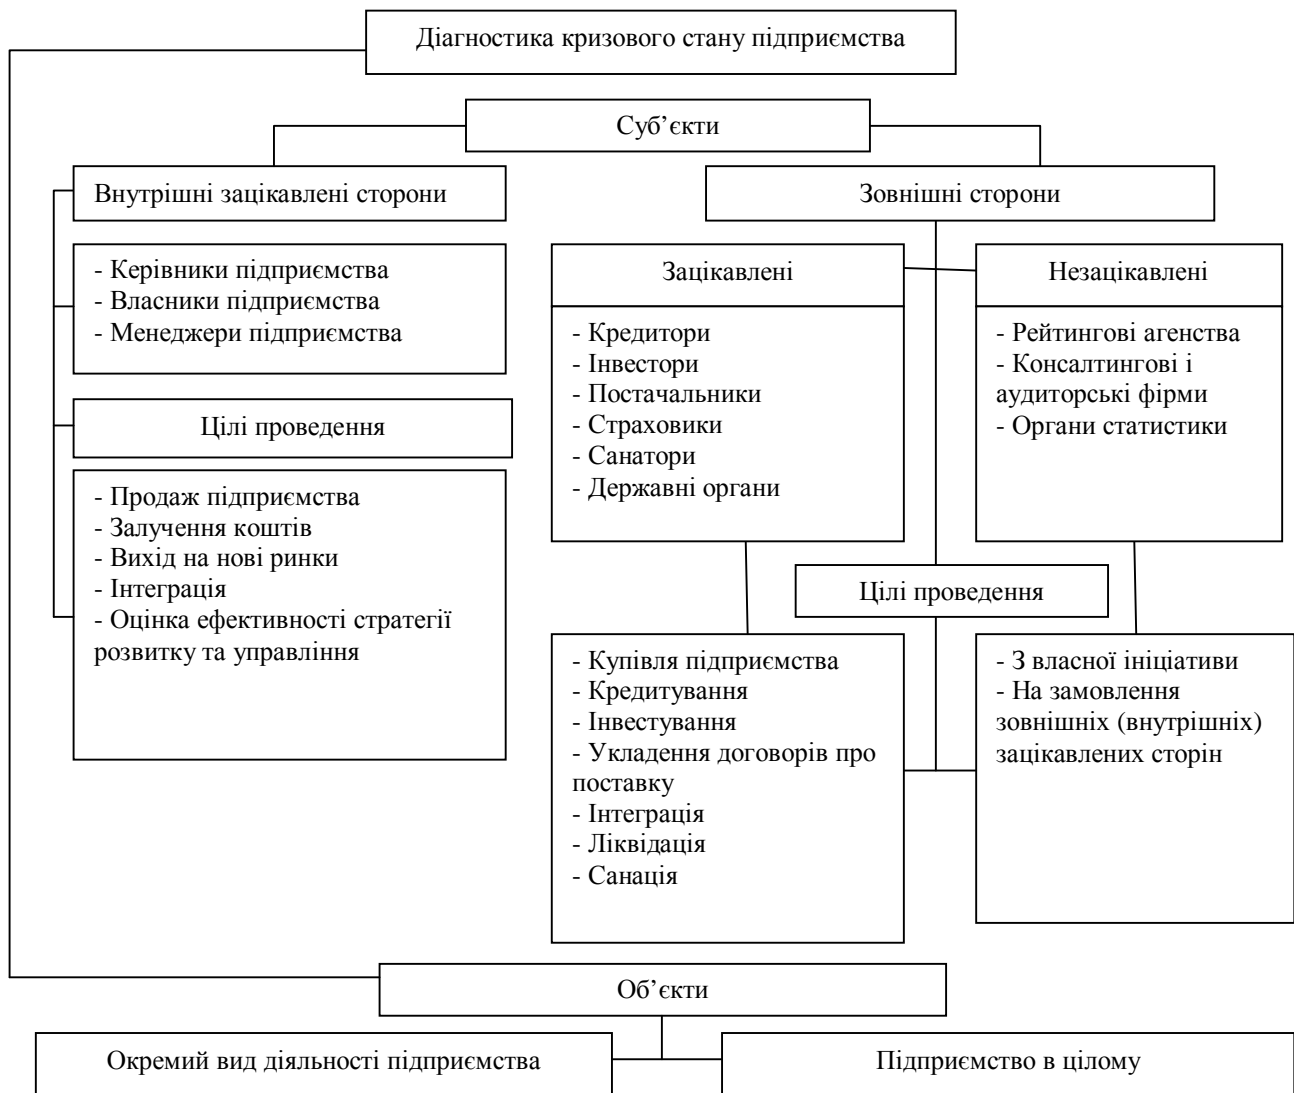 Діагностика кризового стану підприємства
Суб’єкти
Внутрішні зацікавлені сторони
Зовнішні сторони
- Керівники підприємства
- Власники підприємства
- Менеджери підприємства
Зацікавлені
Незацікавлені
- Кредитори
- Інвестори
- Постачальники
- Страховики
- Санатори
- Державні органи
- Рейтингові агенства
- Консалтингові і
аудиторські фірми
- Органи статистики
Цілі проведення
- Продаж підприємства
- Залучення коштів
- Вихід на нові ринки
- Інтеграція
- Оцінка ефективності стратегії
розвитку та управління
Цілі проведення
- Купівля підприємства
- Кредитування
- Інвестування
- Укладення договорів про
поставку
- Інтеграція
- Ліквідація
- Санація
- З власної ініціативи
- На замовлення
зовнішніх (внутрішніх)
зацікавлених сторін
Об’єкти
Окремий вид діяльності підприємства
Підприємство в цілому